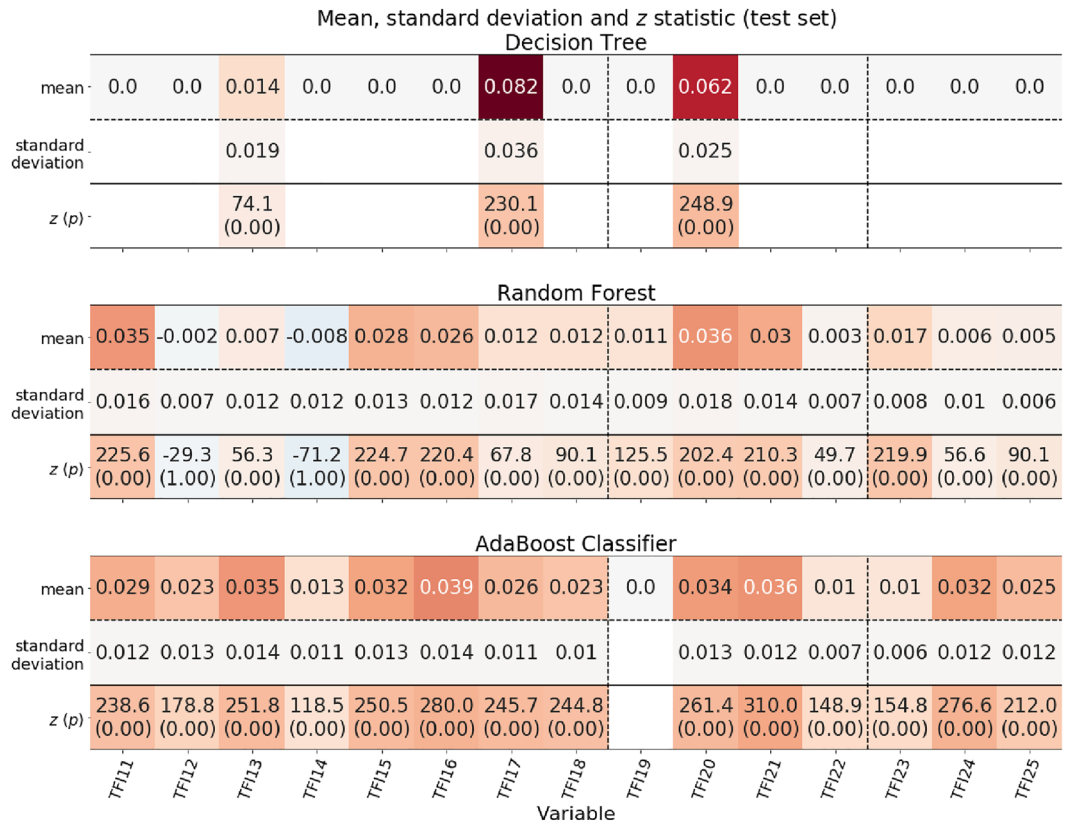 Mean, standard deviation and z statistic (test set)
Decision Tree
mean 0.0 0.0 0.014 0.0 0.0 0.0 0.082 0.0 0.0 0.062 0.0 0.0 0.0 0.0 0.0
standard
deviation 0.019 0.036 0.025
z (p) 74.1 230.1 248.9
(0.00) (0.00) (0.00)
Random Forest
mean 0.035 -0.002 0.007 -0.008 0.028 0.026 0.012 0.012 0.011 0.036 0.03 0.003 0.017 0.006 0.005
standard
deviation 0.016 0.007 0.012 0.012 0.013 0.012 0.017 0.014 0.009 0.018 0.014 0.007 0.008 0.01 0.006
z (p) 225.6 -29.3 56.3 -71.2 224.7 220.4 67.8 90.1 125.5 202.4 210.3 49.7 219.9 56.6 90.1
(0.00) (1.00) (0.00) (1.00) (0.00) (0.00) (0.00) (0.00) (0.00) (0.00) (0.00) (0.00) (0.00) (0.00) (0.00)
AdaBoost Classifier
mean 0.029 0.023 0.035 0.013 0.032 0.039 0.026 0.023 0.0 0.034 0.036 0.01 0.01 0.032 0.025
standard
deviation 0.012 0.013 0.014 0.011 0.013 0.014 0.011 0.01 0.013 0.014 0.007 0.006 0.012 0.012
z (p) 238.6 178.8 251.8 118.5 250.5 280.0 245.7 244.8 261.4 310.0 148.9 154.8 276.6 212.0
(0.00) (0.00) (0.00) (0.00) (0.00) (0.00) (0.00) (0.00) (0.00) (0.00) (0.00) (0.00) (0.00) (0.00)
TFI11 TFI12 TFI13 TFI14 TFI15 TFI16 TFI17 TFI18 TFI19 TFI20 TFI21 TFI22 TFI23 TFI24 TFI25
Variable